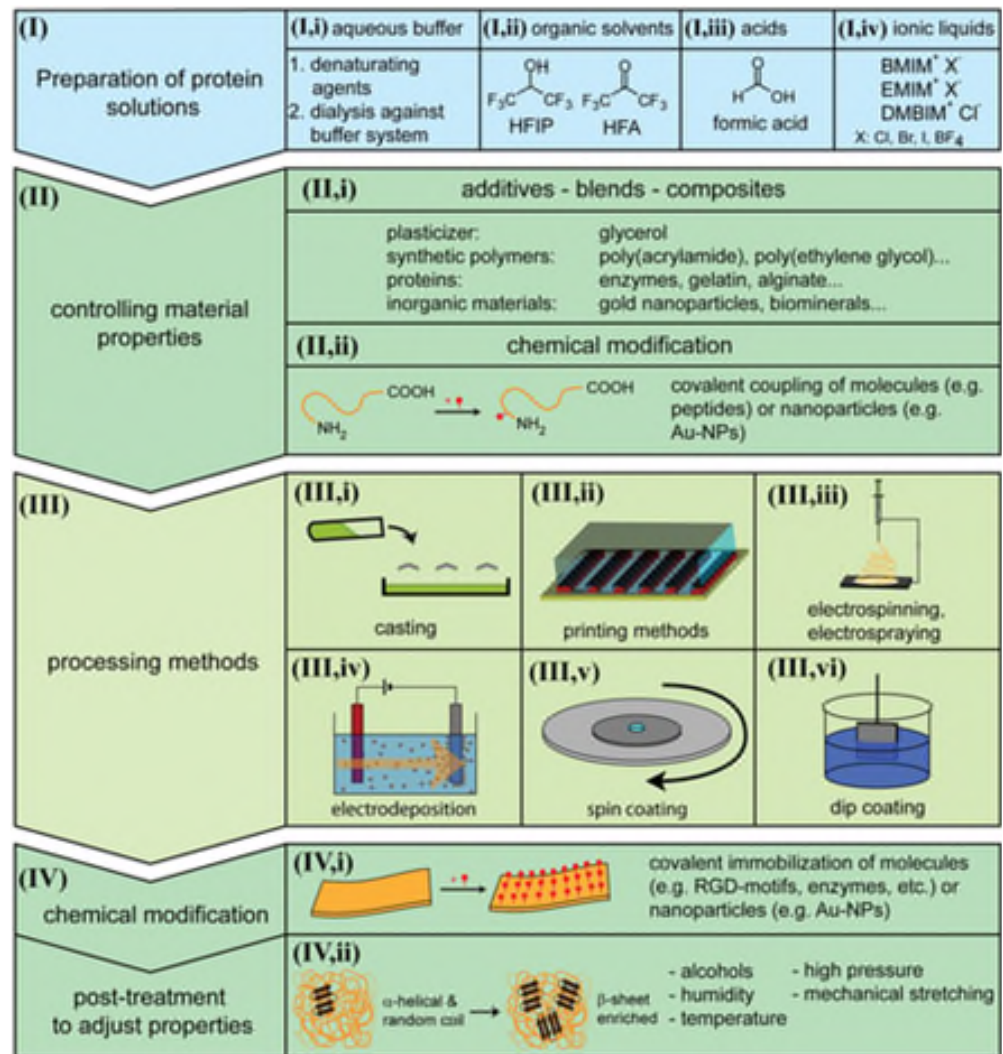 (I)
Preparation of protein
solutions
(I,i) aqueous buffer
1. denaturating
agents
2. dialysis against
buffer system
(I,ii) organic solvents
OH
F₃C CF₃
HFIP
O
F₃C CF₃
HFA
(I,iii) acids
O
H OH
formic acid
(I,iv) ionic liquids
BMIM⁺ X⁻
EMIM⁺ X⁻
DMBIM⁺ Cl⁻
X: Cl, Br, I, BF₄
(II)
controlling material
properties
(II,i) additives - blends - composites
plasticizer: glycerol
synthetic polymers: poly(acrylamide), poly(ethylene glycol)...
proteins: enzymes, gelatin, alginate...
inorganic materials: gold nanoparticles, biominerals...
(II,ii) chemical modification
COOH
NH₂
COOH
NH₂
covalent coupling of molecules (e.g.
peptides) or nanoparticles (e.g.
Au-NPs)
(III)
processing methods
(III,i)
casting
(III,ii)
printing methods
(III,iii)
electrospinning,
electrospraying
(III,iv)
electrodeposition
(III,v)
spin coating
(III,vi)
dip coating
(IV)
chemical modification
(IV,i)
covalent immobilization of molecules
(e.g. RGD-motifs, enzymes, etc.) or
nanoparticles (e.g. Au-NPs)
post-treatment
to adjust properties
(IV,ii)
α-helical &
random coil
β-sheet
enriched
- alcohols
- humidity
- temperature
- high pressure
- mechanical stretching